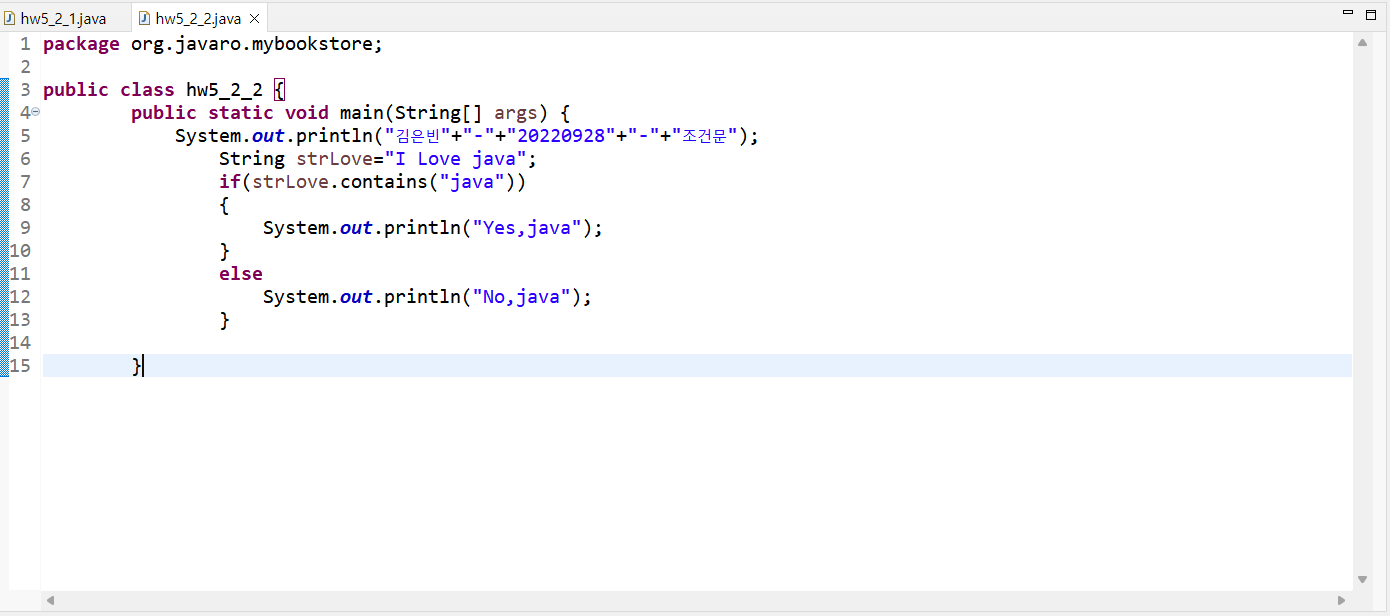 hw5_2_1.java hw5_2_2.java
1 package org.javaro.mybookstore;
2
3 public class hw5_2_2 {
4 public static void main(String[] args) {
5 System.out.println("김은빈"+"-"+"20220928"+"-"+"조건문");
6 String strLove="I Love java";
7 if(strLove.contains("java"))
8 {
9 System.out.println("Yes,java");
10 }
11 else
12 System.out.println("No,java");
13 }
14
15 }